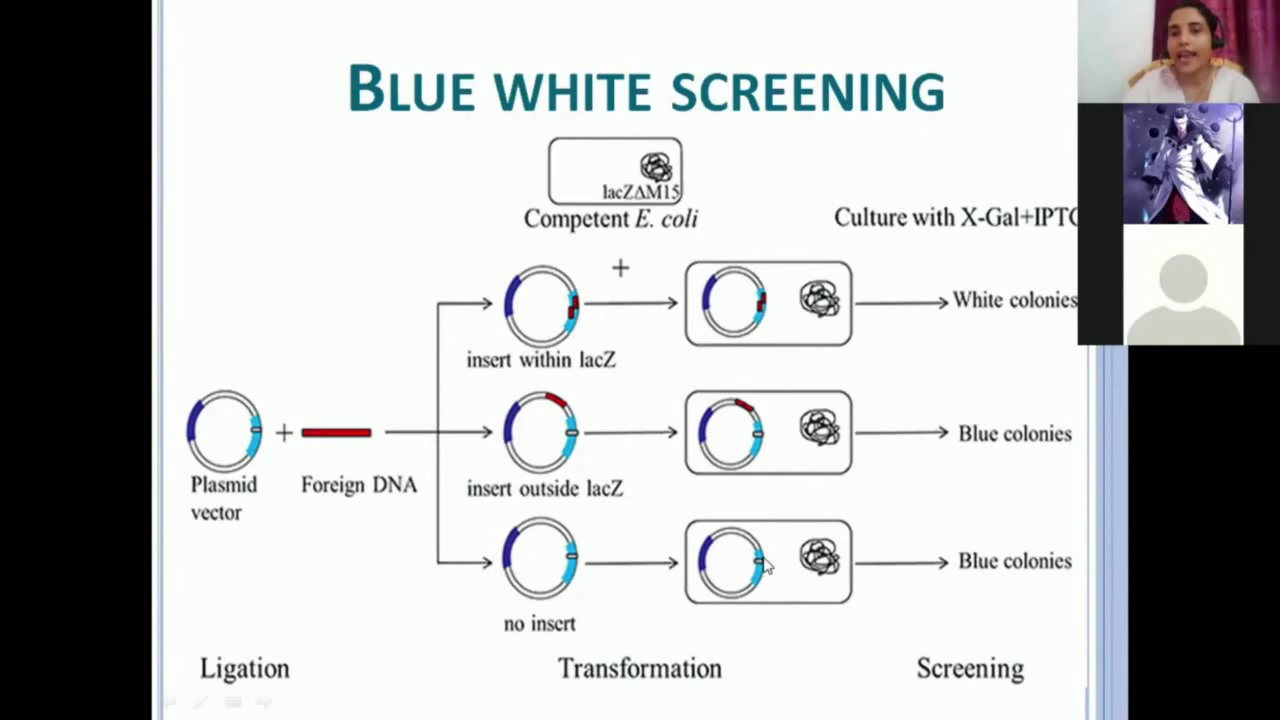 BLUE WHITE SCREENING
lacZΔM15
Competent E. coli
Culture with X-Gal+IPTG
+
White colonies
insert within lacZ
+
Blue colonies
Plasmid
vector
Foreign DNA
insert outside lacZ
Blue colonies
no insert
Ligation
Transformation
Screening